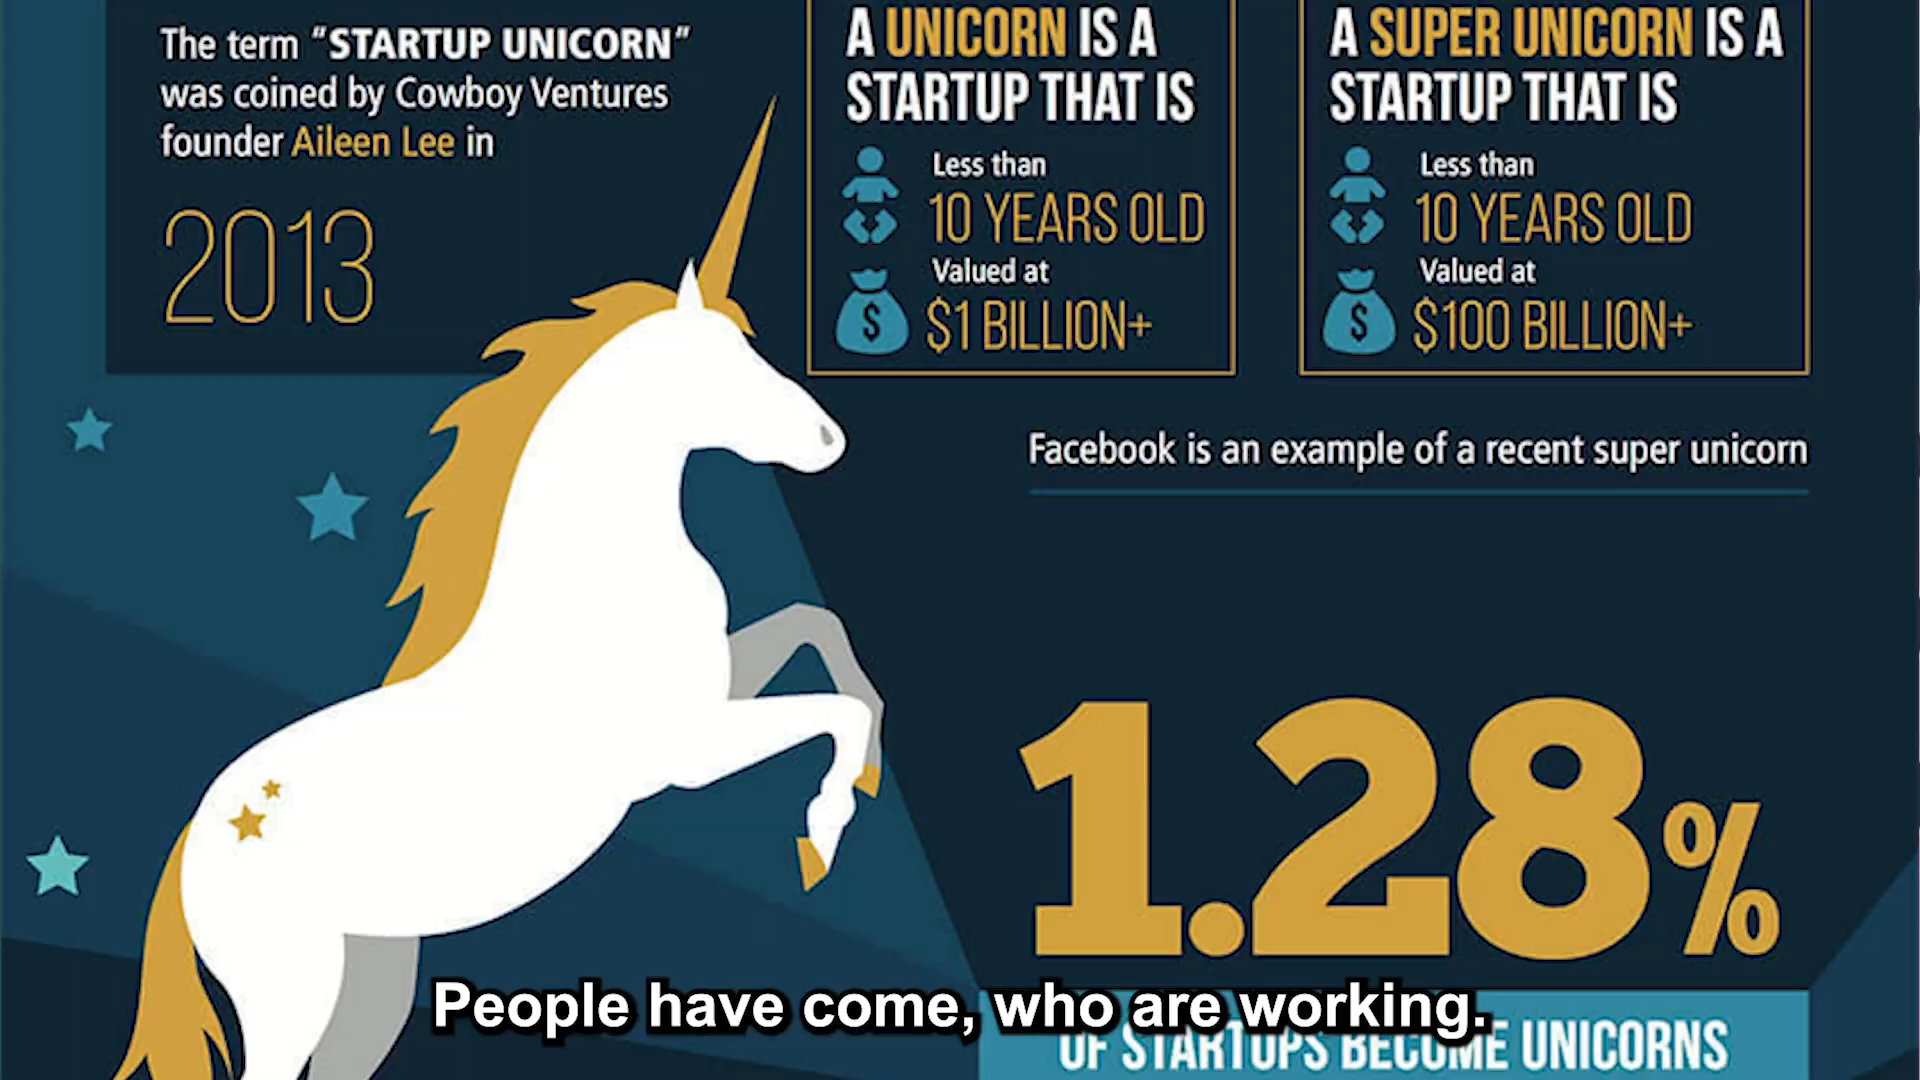 The term "STARTUP UNICORN"
was coined by Cowboy Ventures
founder Aileen Lee in
2013
A UNICORN IS A
STARTUP THAT IS
Less than
10 YEARS OLD
Valued at
$
$1 BILLION+
A SUPER UNICORN IS A
STARTUP THAT IS
Less than
10 YEARS OLD
Valued at
$
$100 BILLION+
Facebook is an example of a recent super unicorn
1.28%
OF STARTUPS BECOME UNICORNS
People have come, who are working.